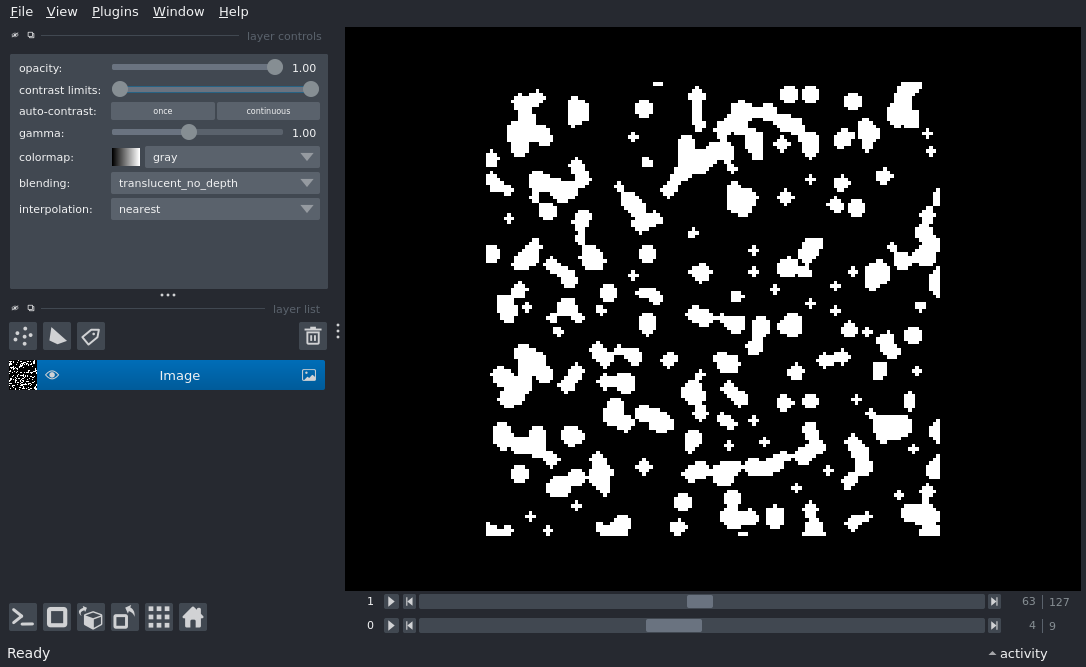 File View Plugins Window Help
layer controls
opacity: 1.00
contrast limits:
auto-contrast: once continuous
gamma: 1.00
colormap: gray
blending: translucent_no_depth
interpolation: nearest
layer list
Image
1 63 127
0 4 9
Ready activity